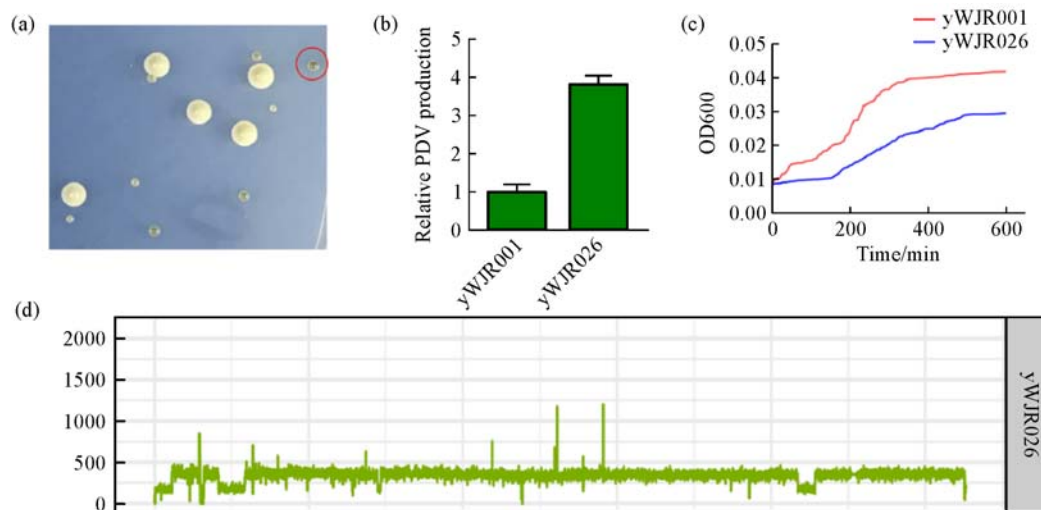 (a)
(b)
Relative PDV production
5
4
3
2
1
0
yWJR001
yWJR026
(c)
yWJR001
yWJR026
OD600
0.05
0.04
0.03
0.02
0.01
0.00
0
200
400
600
Time/min
(d)
2000
1500
1000
500
0
yWJR026